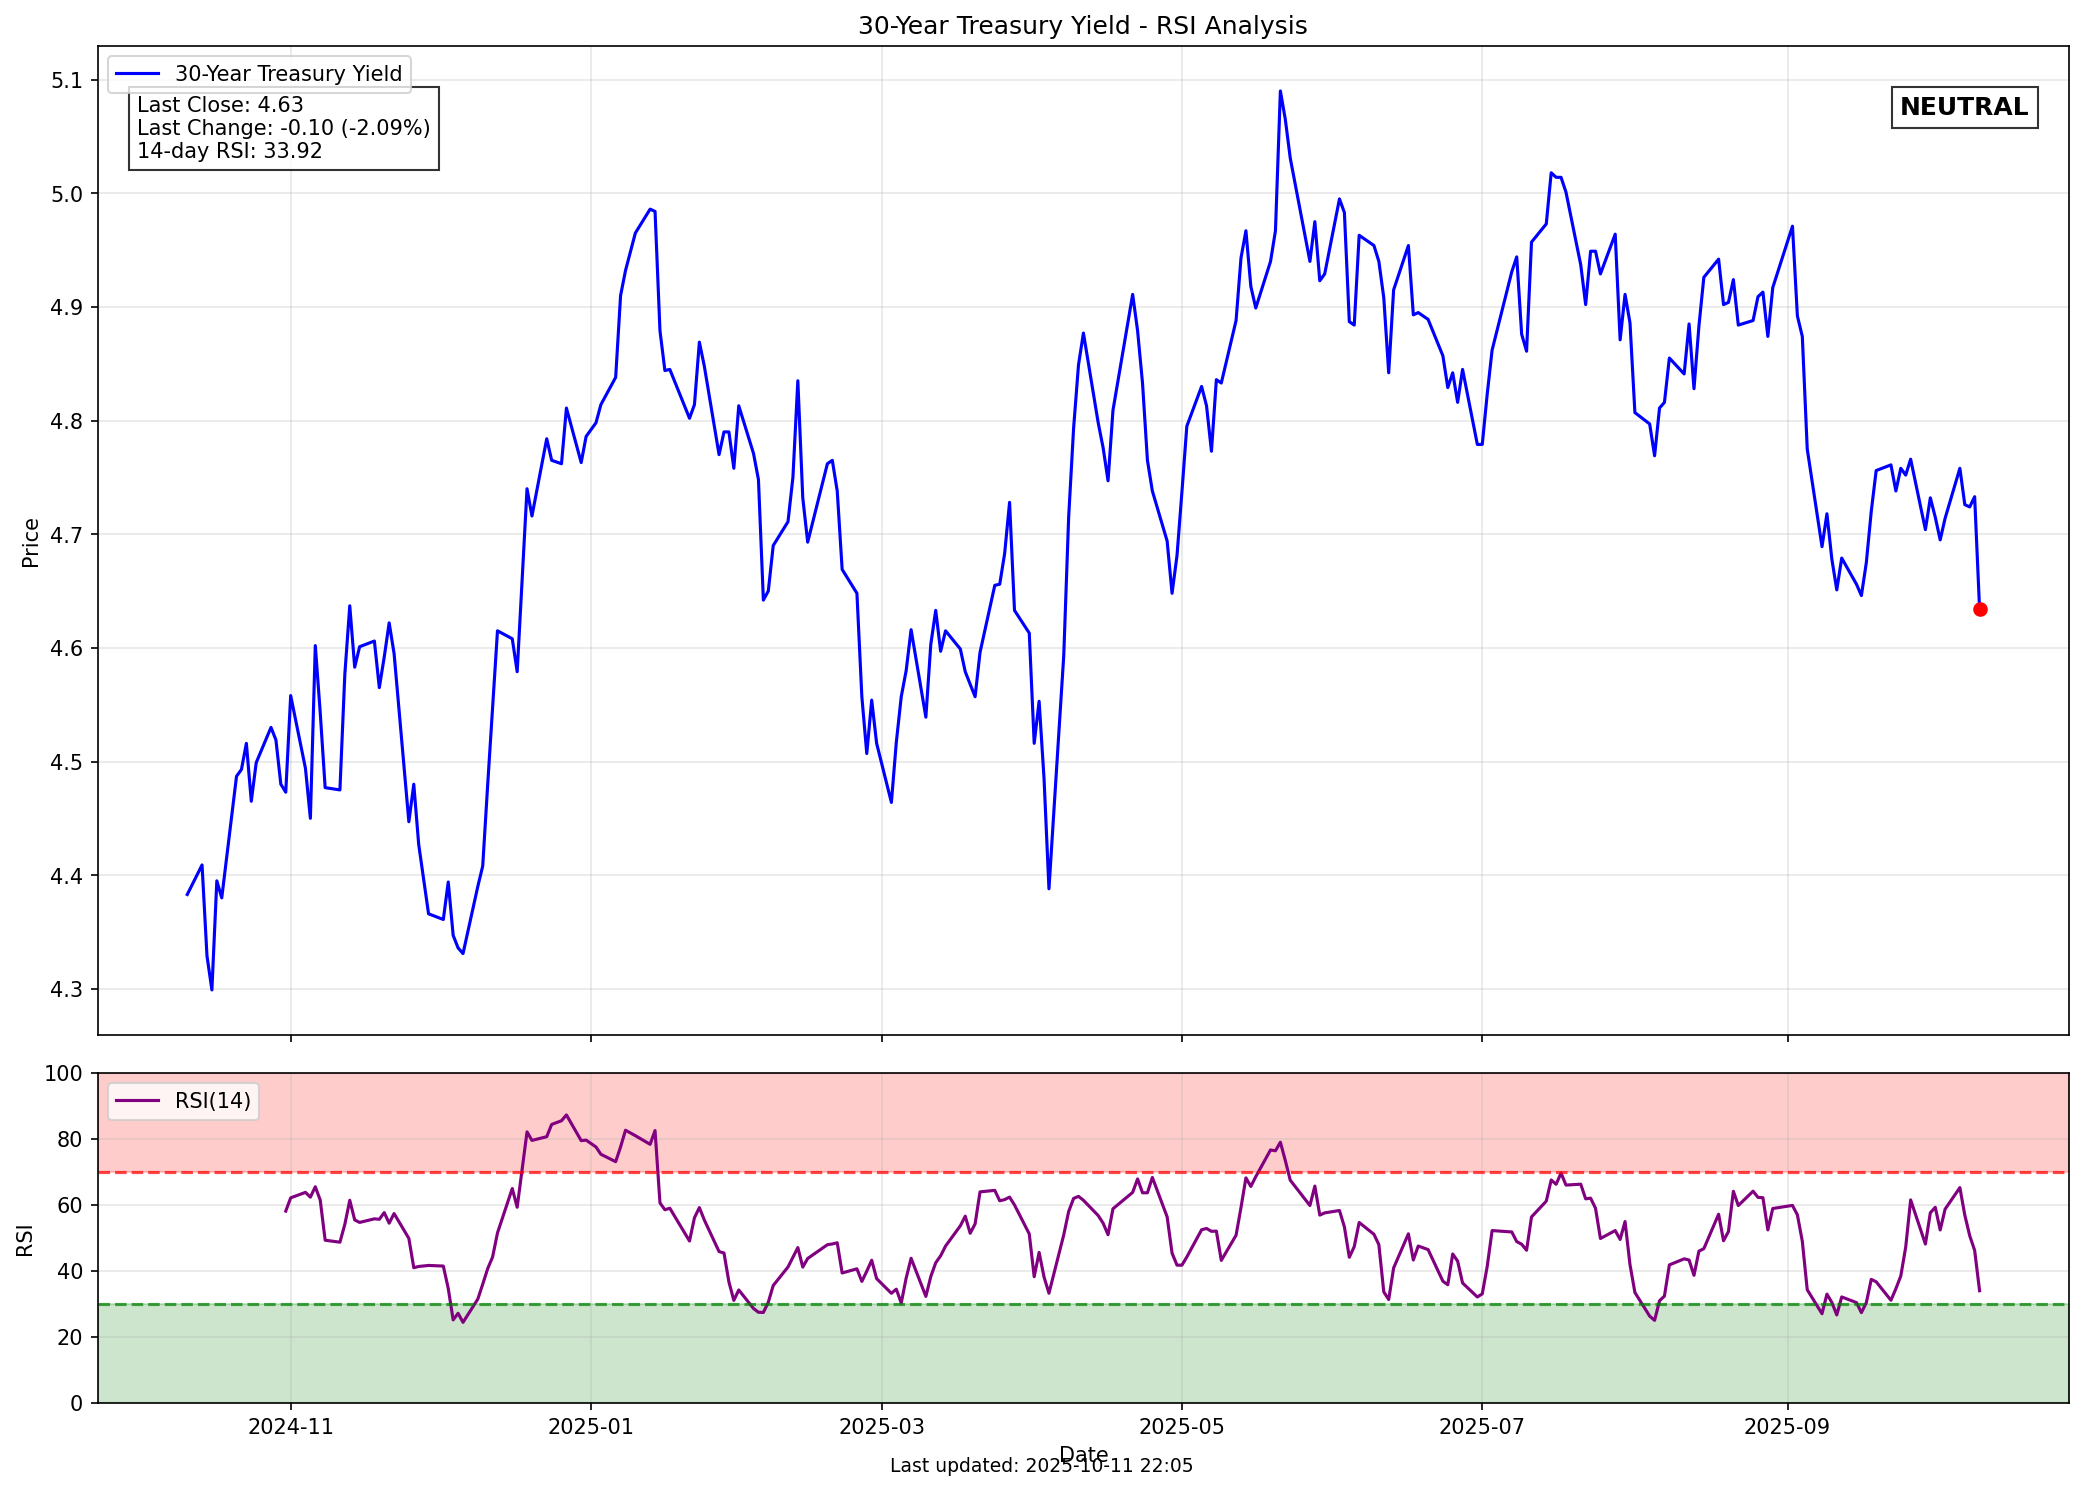 30-Year Treasury Yield - RSI Analysis
30-Year Treasury Yield
Last Close: 4.63
Last Change: -0.10 (-2.09%)
14-day RSI: 33.92
NEUTRAL
Price
5.1
5.0
4.9
4.8
4.7
4.6
4.5
4.4
4.3
RSI(14)
RSI
100
80
60
40
20
0
2024-11
2025-01
2025-03
2025-05
2025-07
2025-09
Date
Last updated: 2025-10-11 22:05